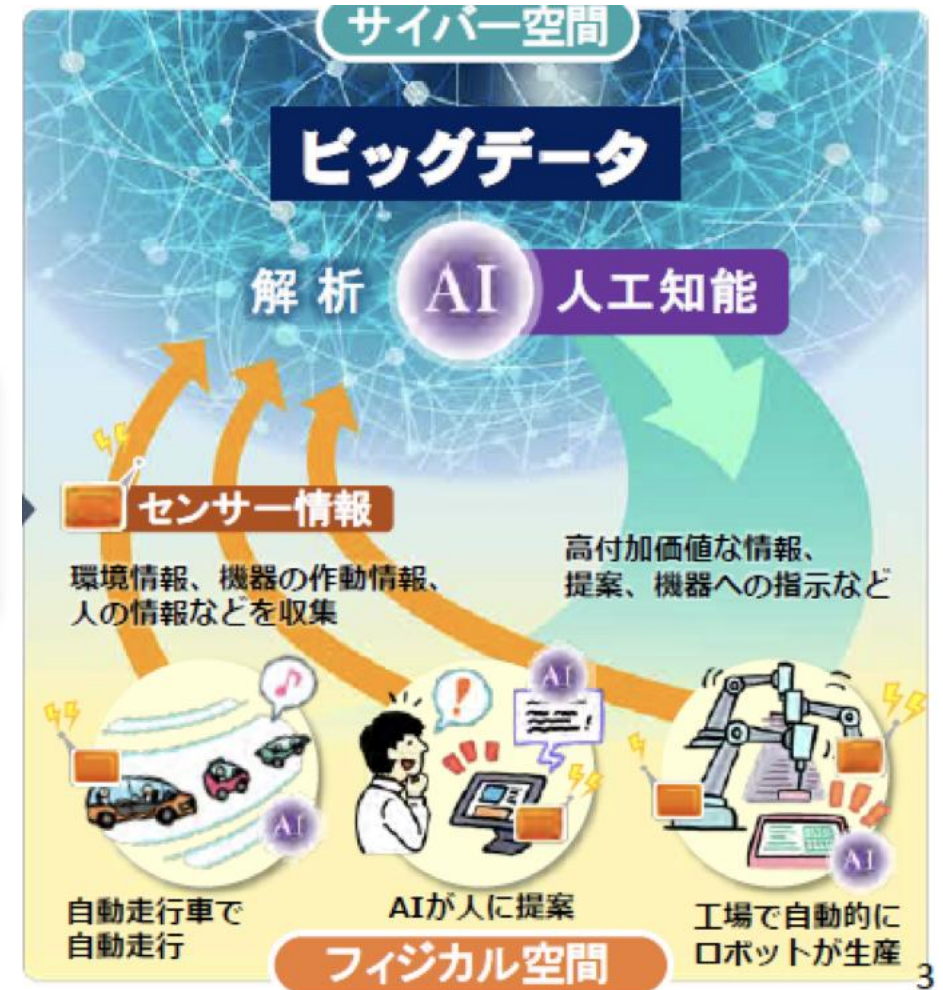 サイバー空間
ビッグデータ
解析 AI 人工知能
センサー情報
環境情報、機器の作動情報、
人の情報などを収集
高付加価値な情報、
提案、機器への指示など
AI
AI
AI
自動走行車で
自動走行
AIが人に提案
工場で自動的に
ロボットが生産
フィジカル空間
3